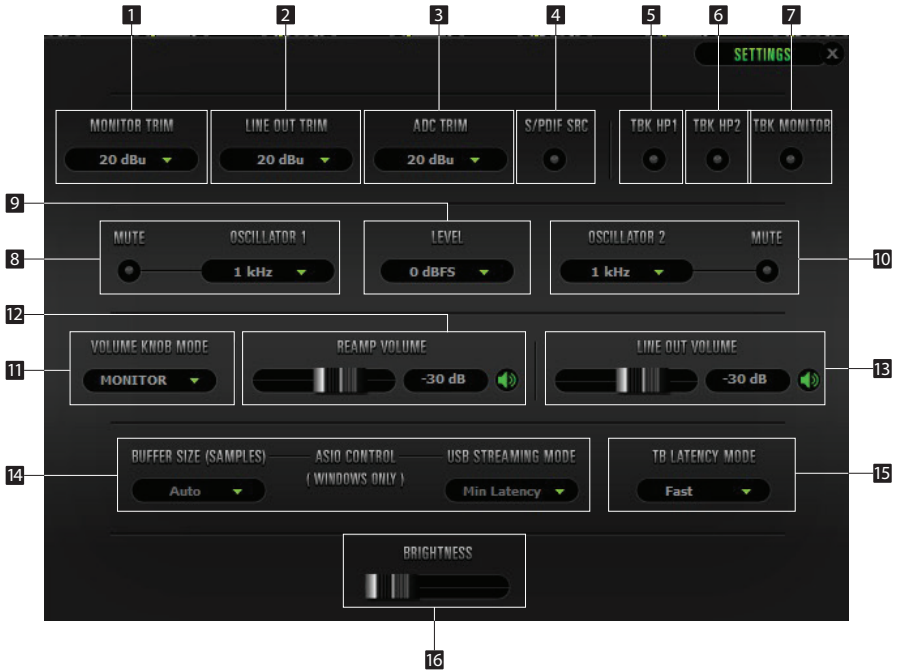 1 2 3 4 5 6 7
SETTINGS X
MONITOR TRIM LINE OUT TRIM ADC TRIM S/PDIF SRC TBK HP1 TBK HP2 TBK MONITOR
20 dBu 20 dBu 20 dBu
9
MUTE OSCILLATOR 1 LEVEL OSCILLATOR 2 MUTE
8 1 kHz 0 dBFS 1 kHz 10
12
VOLUME KNOB MODE REAMP VOLUME LINE OUT VOLUME
11 MONITOR -30 dB -30 dB 13
BUFFER SIZE (SAMPLES) ASIO CONTROL USB STREAMING MODE TB LATENCY MODE
14 ( WINDOWS ONLY ) 15
Auto Min Latency Fast
BRIGHTNESS
16